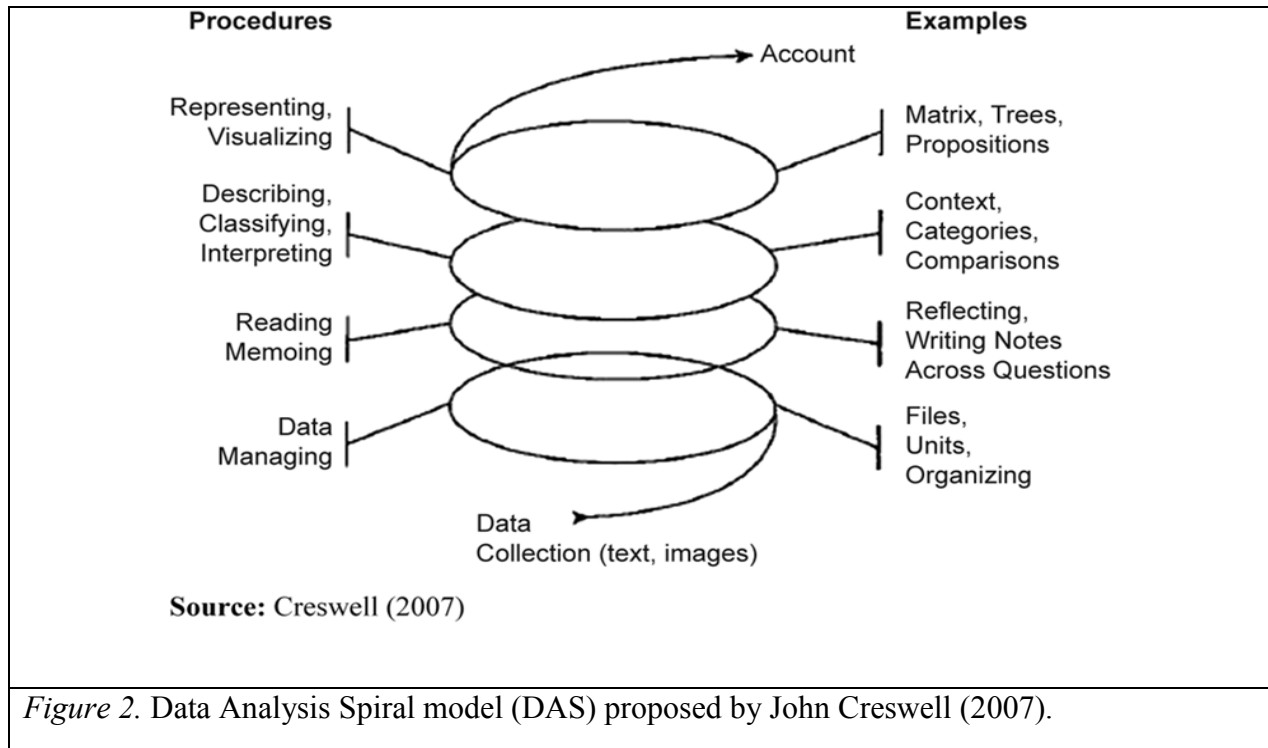 Procedures
Examples
Account
Representing,
Visualizing
Matrix, Trees,
Propositions
Describing,
Classifying,
Interpreting
Context,
Categories,
Comparisons
Reading
Memoing
Reflecting,
Writing Notes
Across Questions
Data
Managing
Files,
Units,
Organizing
Data
Collection (text, images)
Source: Creswell (2007)
Figure 2. Data Analysis Spiral model (DAS) proposed by John Creswell (2007).